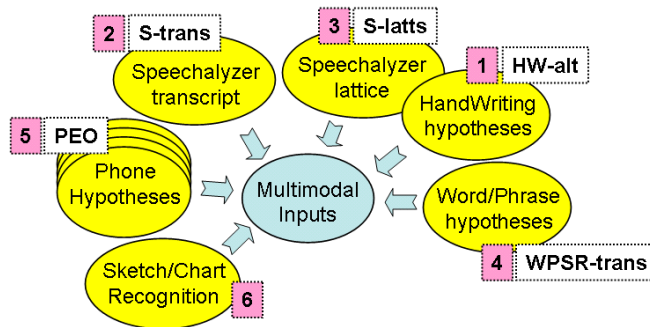 2 S-trans
Speechalyzer
transcript
3 S-latts
Speechalyzer
lattice
1 HW-alt
HandWriting
hypotheses
5 PEO
Phone
Hypotheses
Multimodal
Inputs
Word/Phrase
hypotheses
4 WPSR-trans
Sketch/Chart
Recognition 6